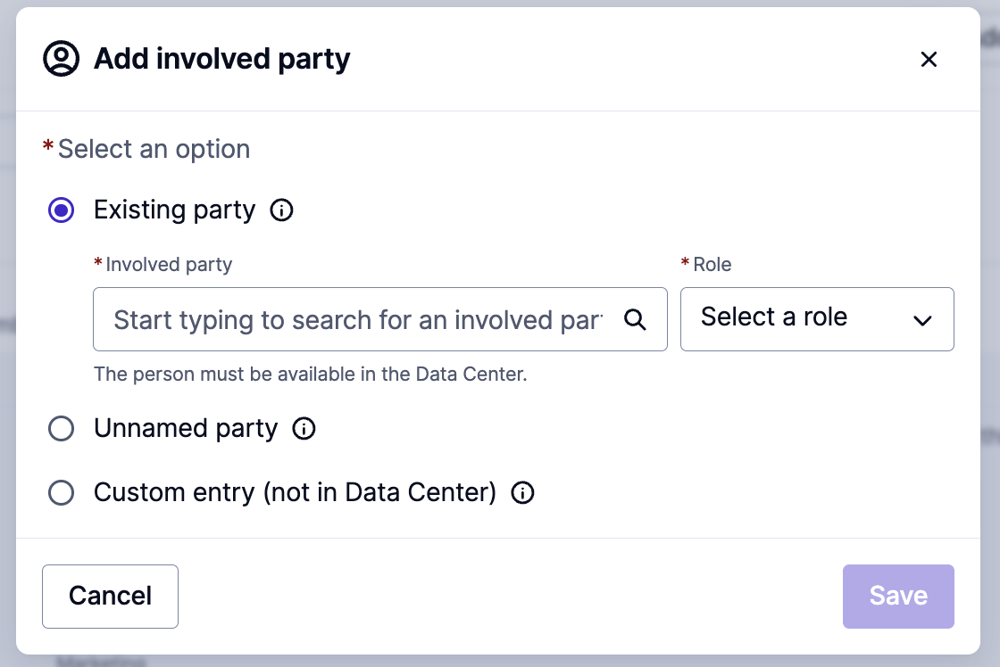 Add involved party
* Select an option
Existing party
* Involved party
* Role
Start typing to search for an involved par
Select a role
The person must be available in the Data Center.
Unnamed party
Custom entry (not in Data Center)
Cancel
Save
Marketing